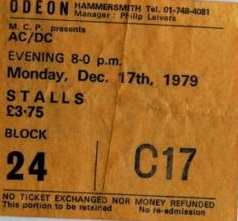 ODEON HAMMERSMITH Tel. 01-748-4081
Manager: Philip Leivers
M. C. P. presents
AC/DC
EVENING 8-0 p.m.
Monday, Dec. 17th, 1979
STALLS
£3·75
BLOCK
24 C17
NO TICKET EXCHANGED NOR MONEY REFUNDED
This portion to be retained No re-admission